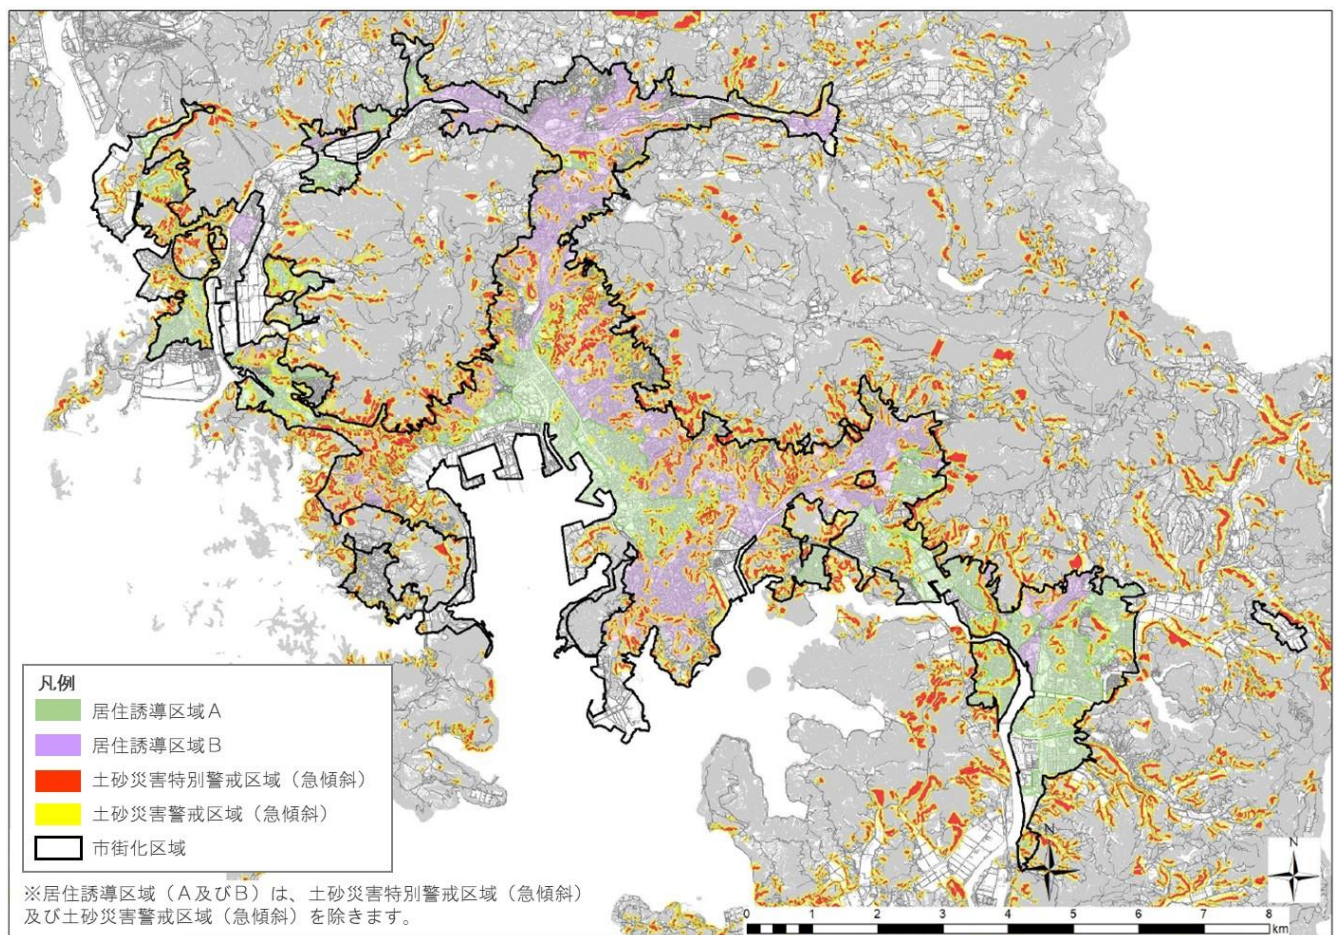 凡例
居住誘導区域A
居住誘導区域B
土砂災害特別警戒区域（急傾斜）
土砂災害警戒区域（急傾斜）
市街化区域
※居住誘導区域（A及びB）は、土砂災害特別警戒区域（急傾斜）
及び土砂災害警戒区域（急傾斜）を除きます。
N
N
0 1 2 3 4 5 6 7 8
km